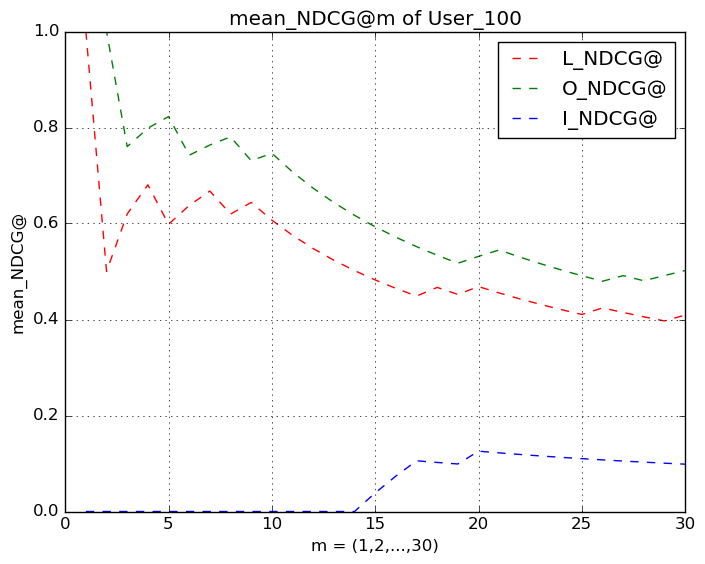 mean_NDCG@m of User_100
L_NDCG@
O_NDCG@
I_NDCG@
mean_NDCG@
1.0
0.8
0.6
0.4
0.2
0.0
0 5 10 15 20 25 30
m = (1,2,...,30)